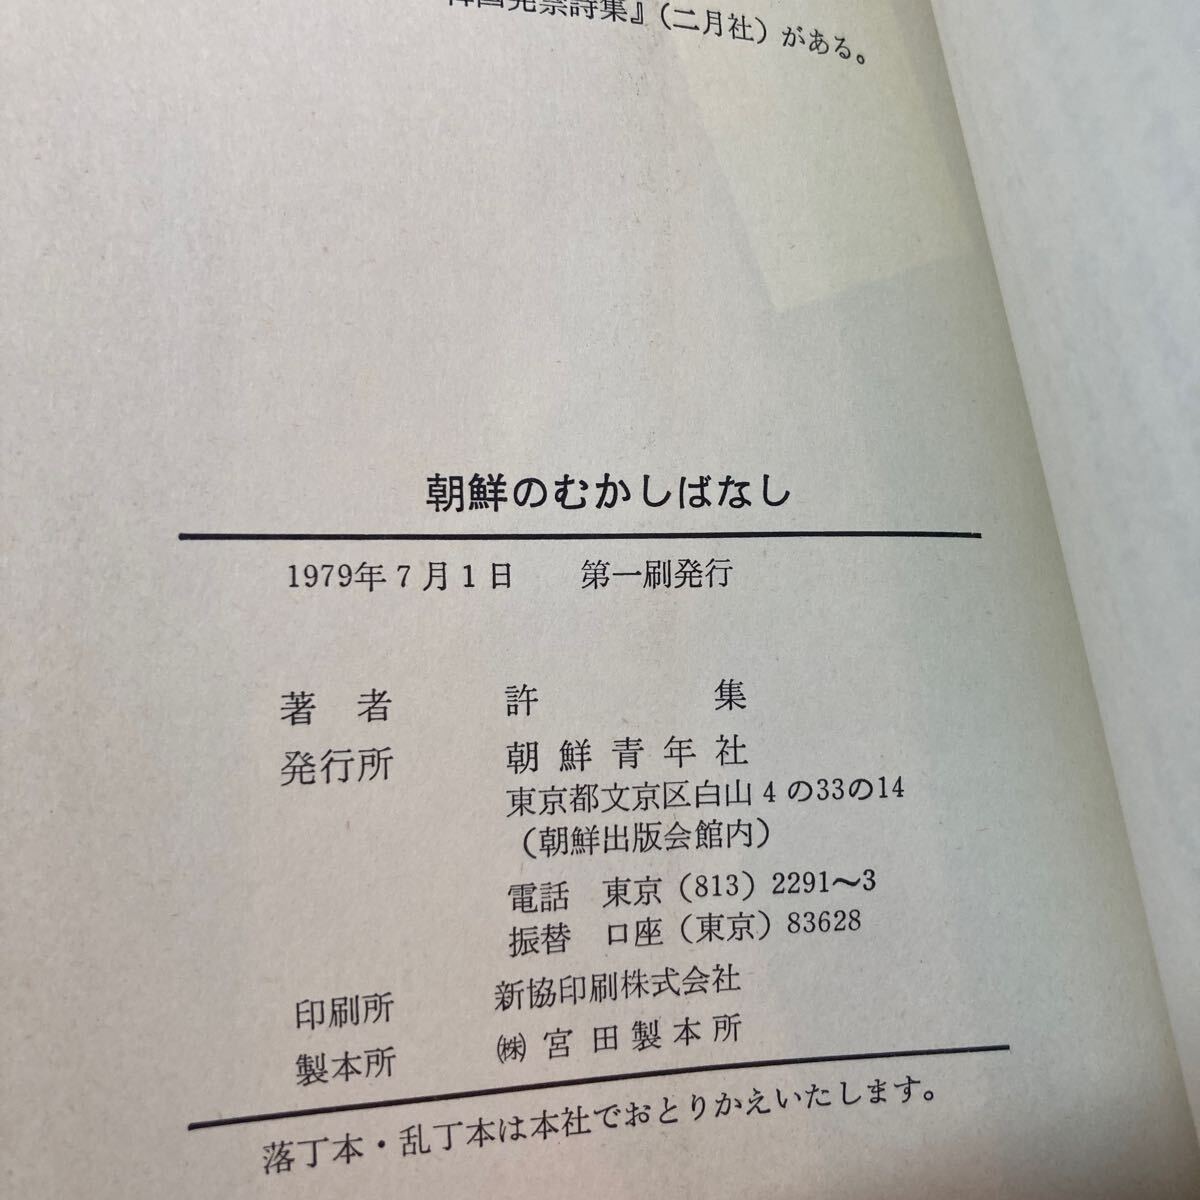 韓国発禁詩集』(二月社)がある。
朝鮮のむかしばなし
1979年7月1日 第一刷発行
著者 許集
発行所 朝鮮青年社
東京都文京区白山4の33の14
(朝鮮出版会館内)
電話 東京(813)2291~3
振替 口座(東京)83628
印刷所 新協印刷株式会社
製本所 ㈱宮田製本所
落丁本・乱丁本は本社でおとりかえいたします。